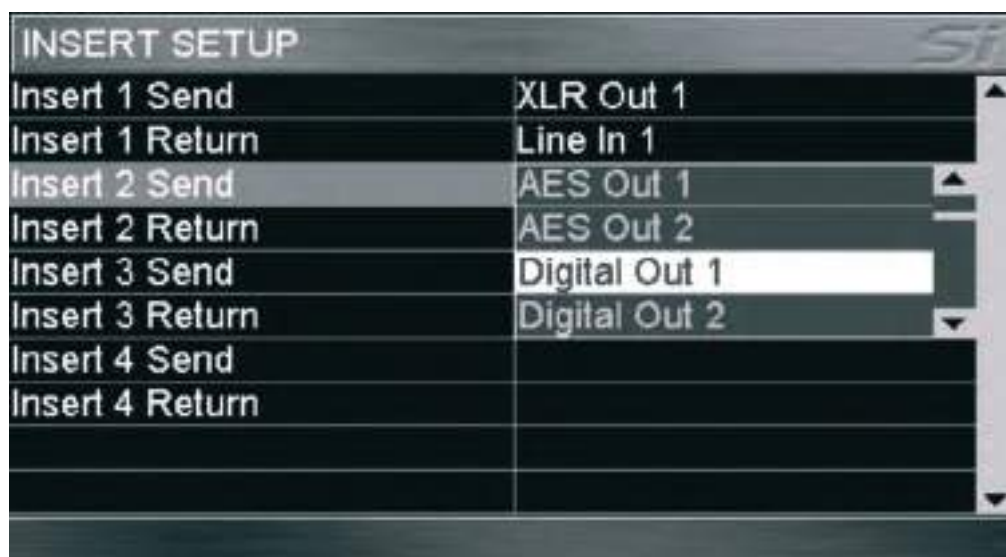 INSERT SETUP Si
Insert 1 Send XLR Out 1
Insert 1 Return Line In 1
Insert 2 Send AES Out 1
Insert 2 Return AES Out 2
Insert 3 Send Digital Out 1
Insert 3 Return Digital Out 2
Insert 4 Send
Insert 4 Return